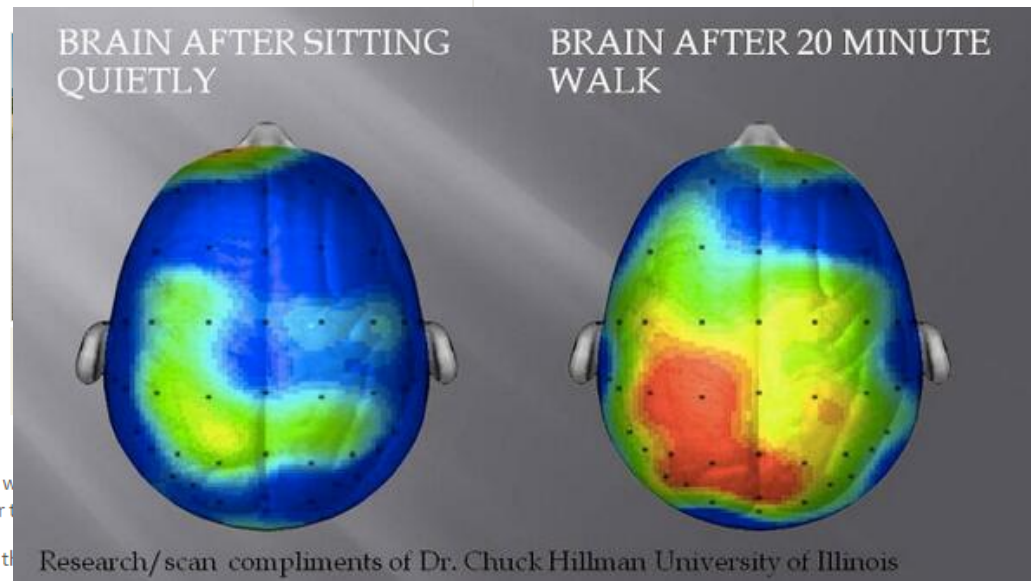 BRAIN AFTER SITTING
QUIETLY
BRAIN AFTER 20 MINUTE
WALK
Research/scan compliments of Dr. Chuck Hillman University of Illinois